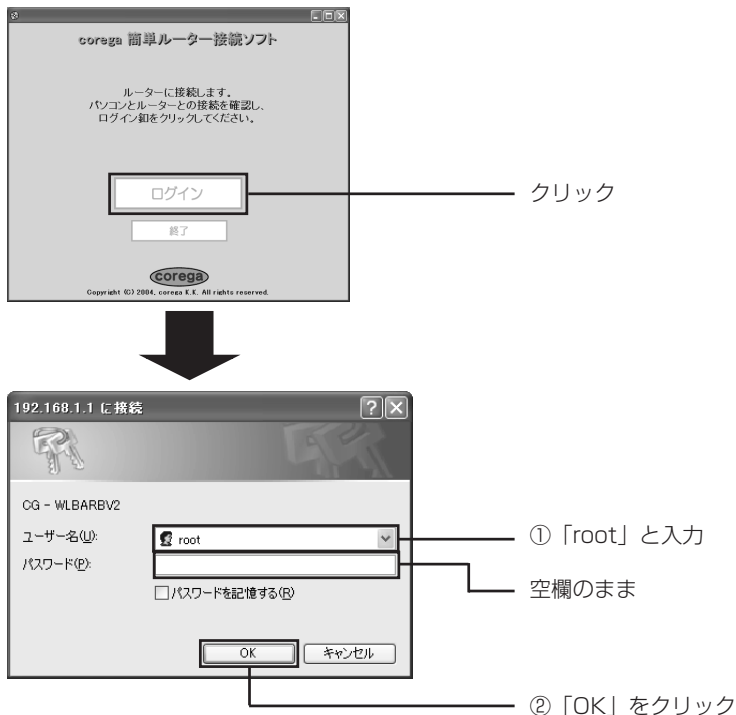 corega 簡単ルーター接続ソフト
ルーターに接続します。
パソコンとルーターとの接続を確認し、
ログイン釦をクリックしてください。
ログイン
クリック
終了
corega
Copyright (C) 2004, corega K.K. All rights reserved.
192.168.1.1 に接続
CG - WLBARBV2
ユーザー名(U):
root
①「root」と入力
パスワード(P):
空欄のまま
パスワードを記憶する(R)
OK
キャンセル
②「OK」をクリック